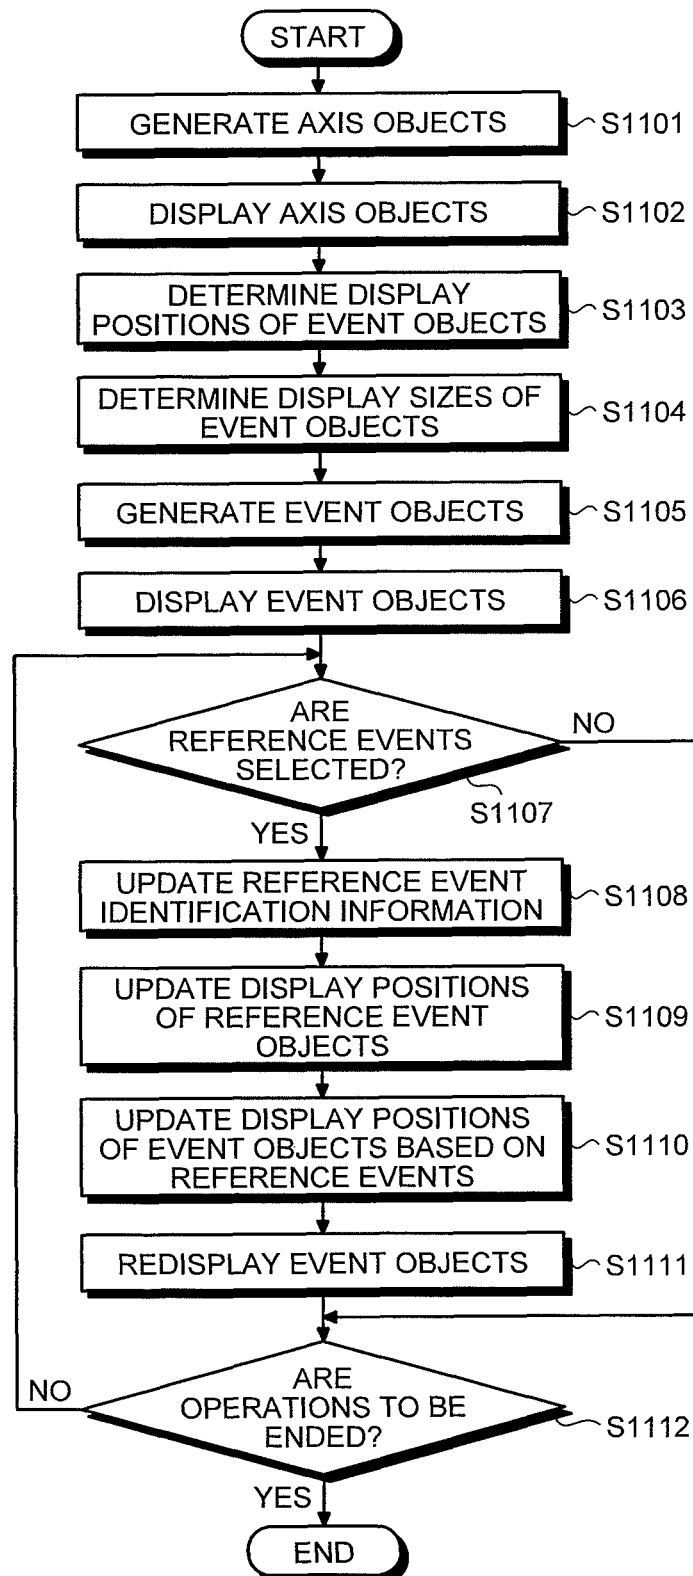 START
GENERATE AXIS OBJECTS
S1101
DISPLAY AXIS OBJECTS
S1102
DETERMINE DISPLAY
POSITIONS OF EVENT OBJECTS
S1103
DETERMINE DISPLAY SIZES OF
EVENT OBJECTS
S1104
GENERATE EVENT OBJECTS
S1105
DISPLAY EVENT OBJECTS
S1106
ARE
REFERENCE EVENTS
SELECTED?
NO
S1107
YES
UPDATE REFERENCE EVENT
IDENTIFICATION INFORMATION
S1108
UPDATE DISPLAY POSITIONS
OF REFERENCE EVENT
OBJECTS
S1109
UPDATE DISPLAY POSITIONS
OF EVENT OBJECTS BASED ON
REFERENCE EVENTS
S1110
REDISPLAY EVENT OBJECTS
S1111
ARE
OPERATIONS TO BE
ENDED?
NO
S1112
YES
END